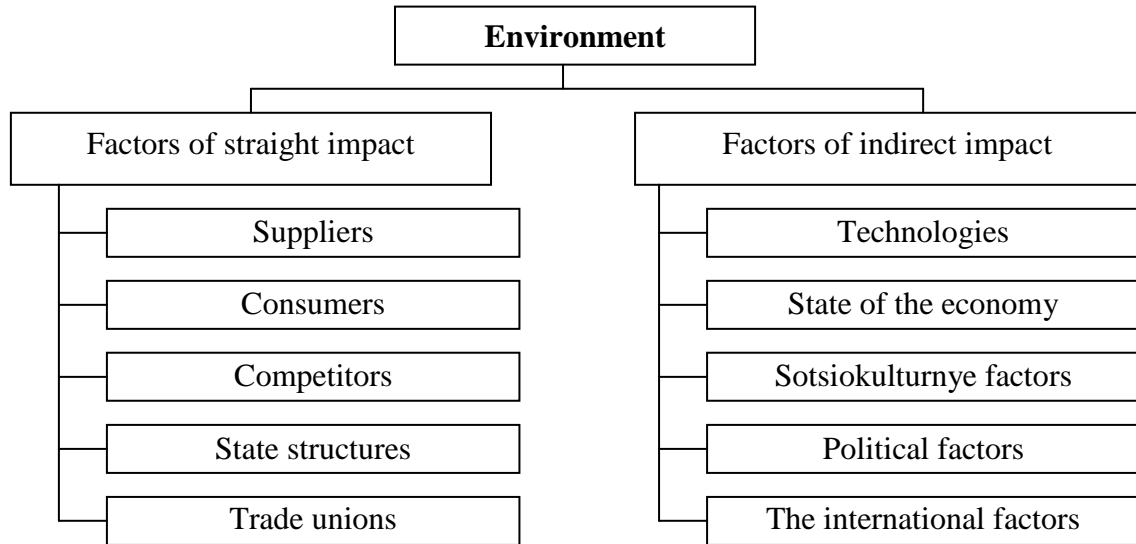 Environment
Factors of straight impact
Suppliers
Consumers
Competitors
State structures
Trade unions
Factors of indirect impact
Technologies
State of the economy
Sotsiokulturnye factors
Political factors
The international factors